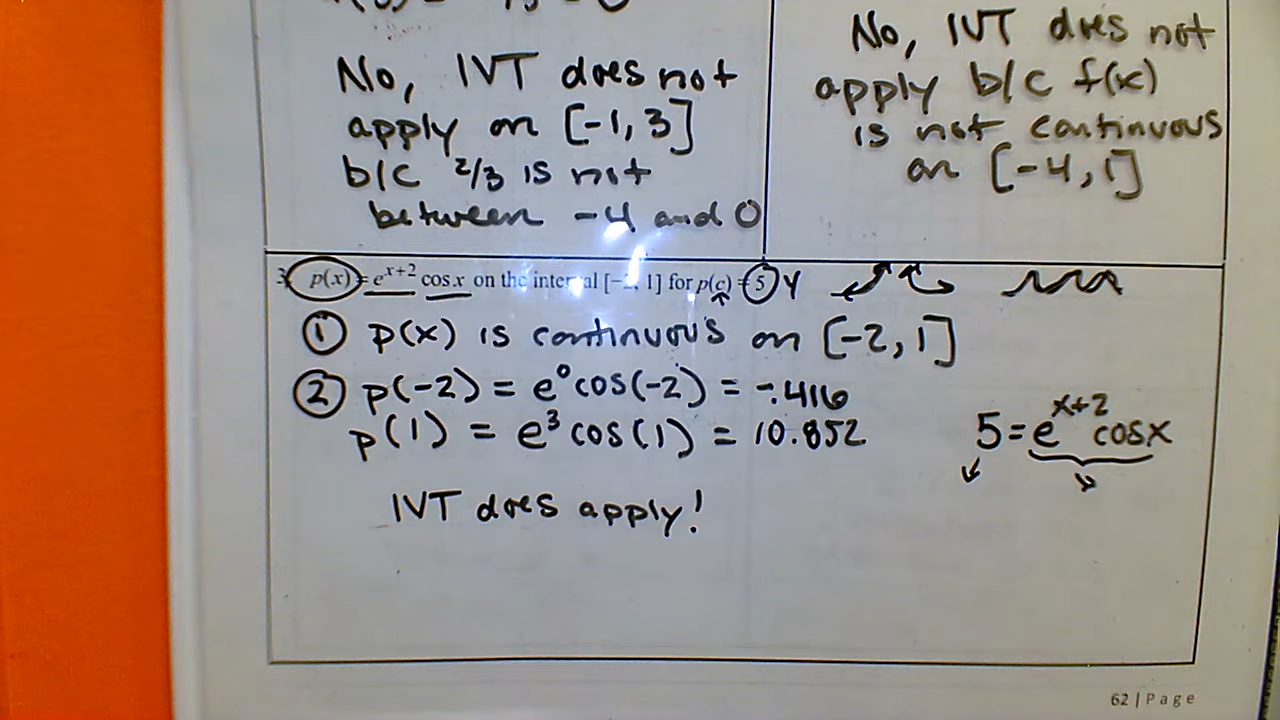 No, IVT does not
apply on [-1, 3]
b/c 2/3 is not
between -4 and 0
No, IVT does not
apply b/c f(x)
is not continuous
on [-4, 1]
3. p(x) = e^{x+2} cos x on the interval [-2, 1] for p(c) = 5 y
① p(x) is continuous on [-2, 1]
② p(-2) = e⁰ cos(-2) = -.416
p(1) = e³ cos(1) = 10.852
5 = e^{x+2} cos x
IVT does apply!
62 | Page